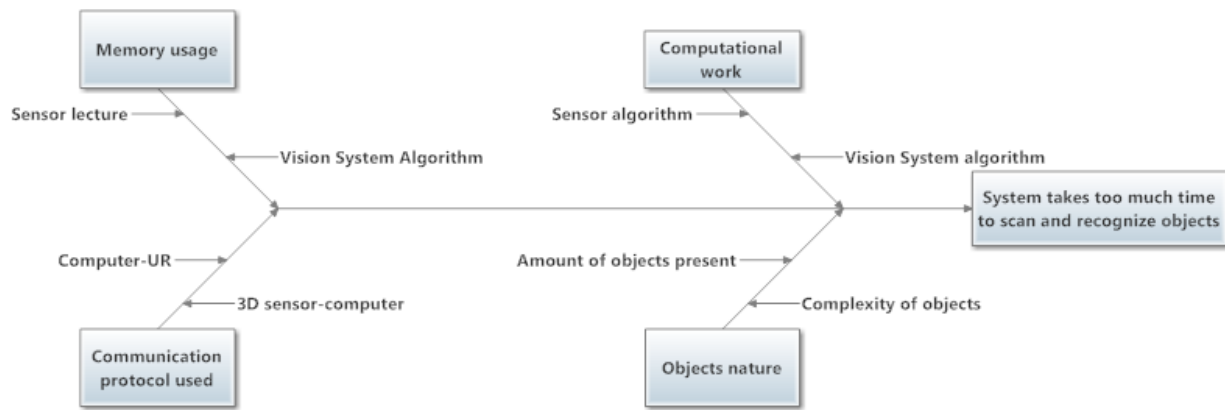 Memory usage
Computational
work
Sensor lecture
Sensor algorithm
Vision System Algorithm
Vision System algorithm
System takes too much time
to scan and recognize objects
Computer-UR
Amount of objects present
3D sensor-computer
Complexity of objects
Communication
protocol used
Objects nature